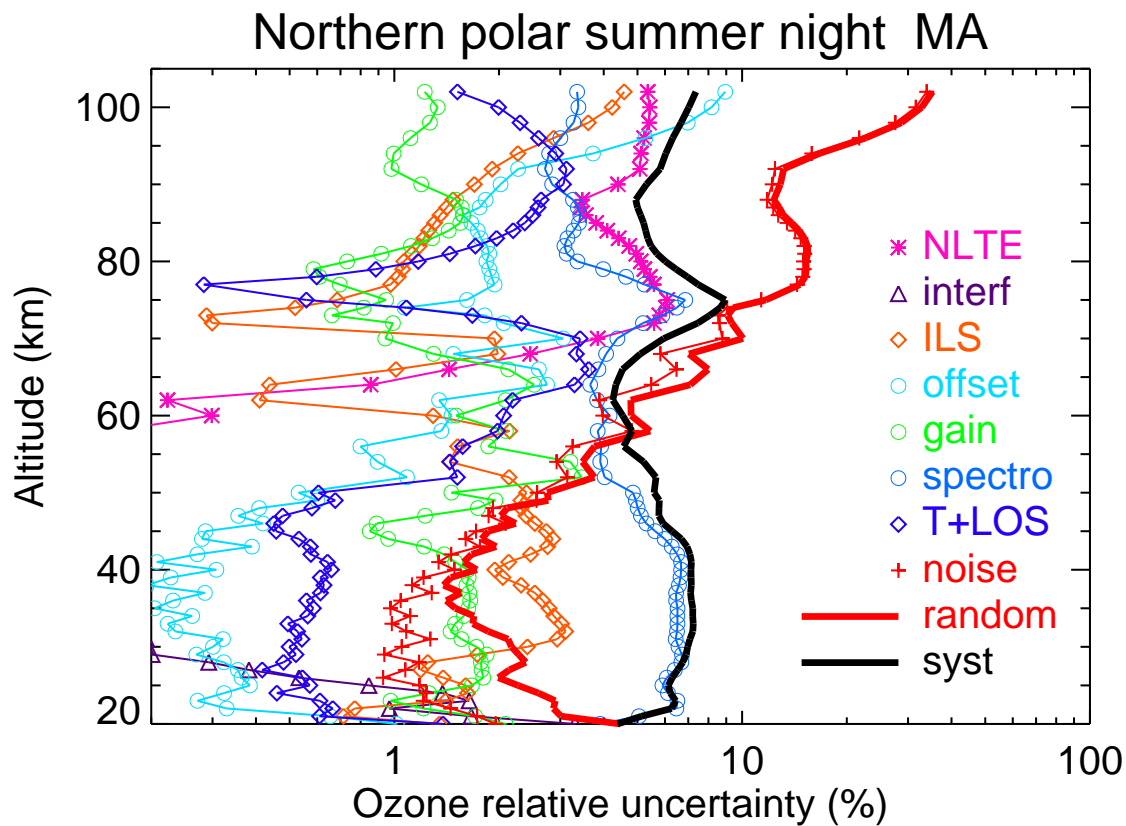 Northern polar summer night MA
Altitude (km)
100
80
60
40
20
NLTE
interf
ILS
offset
gain
spectro
T+LOS
noise
random
syst
1
10
100
Ozone relative uncertainty (%)